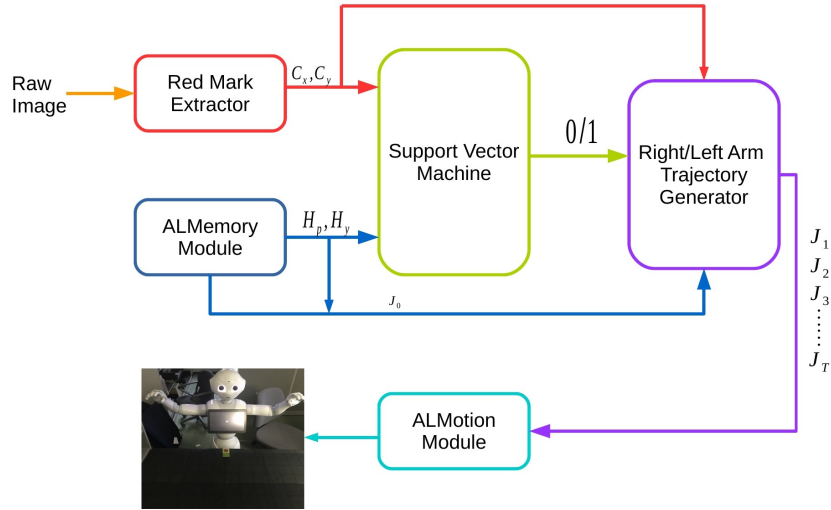 Raw
Image
Red Mark
Extractor
C_x, C_y
Support Vector
Machine
0/1
Right/Left Arm
Trajectory
Generator
ALMemory
Module
H_p, H_y
J_0
J_1
J_2
J_3
⋮
J_T
ALMotion
Module